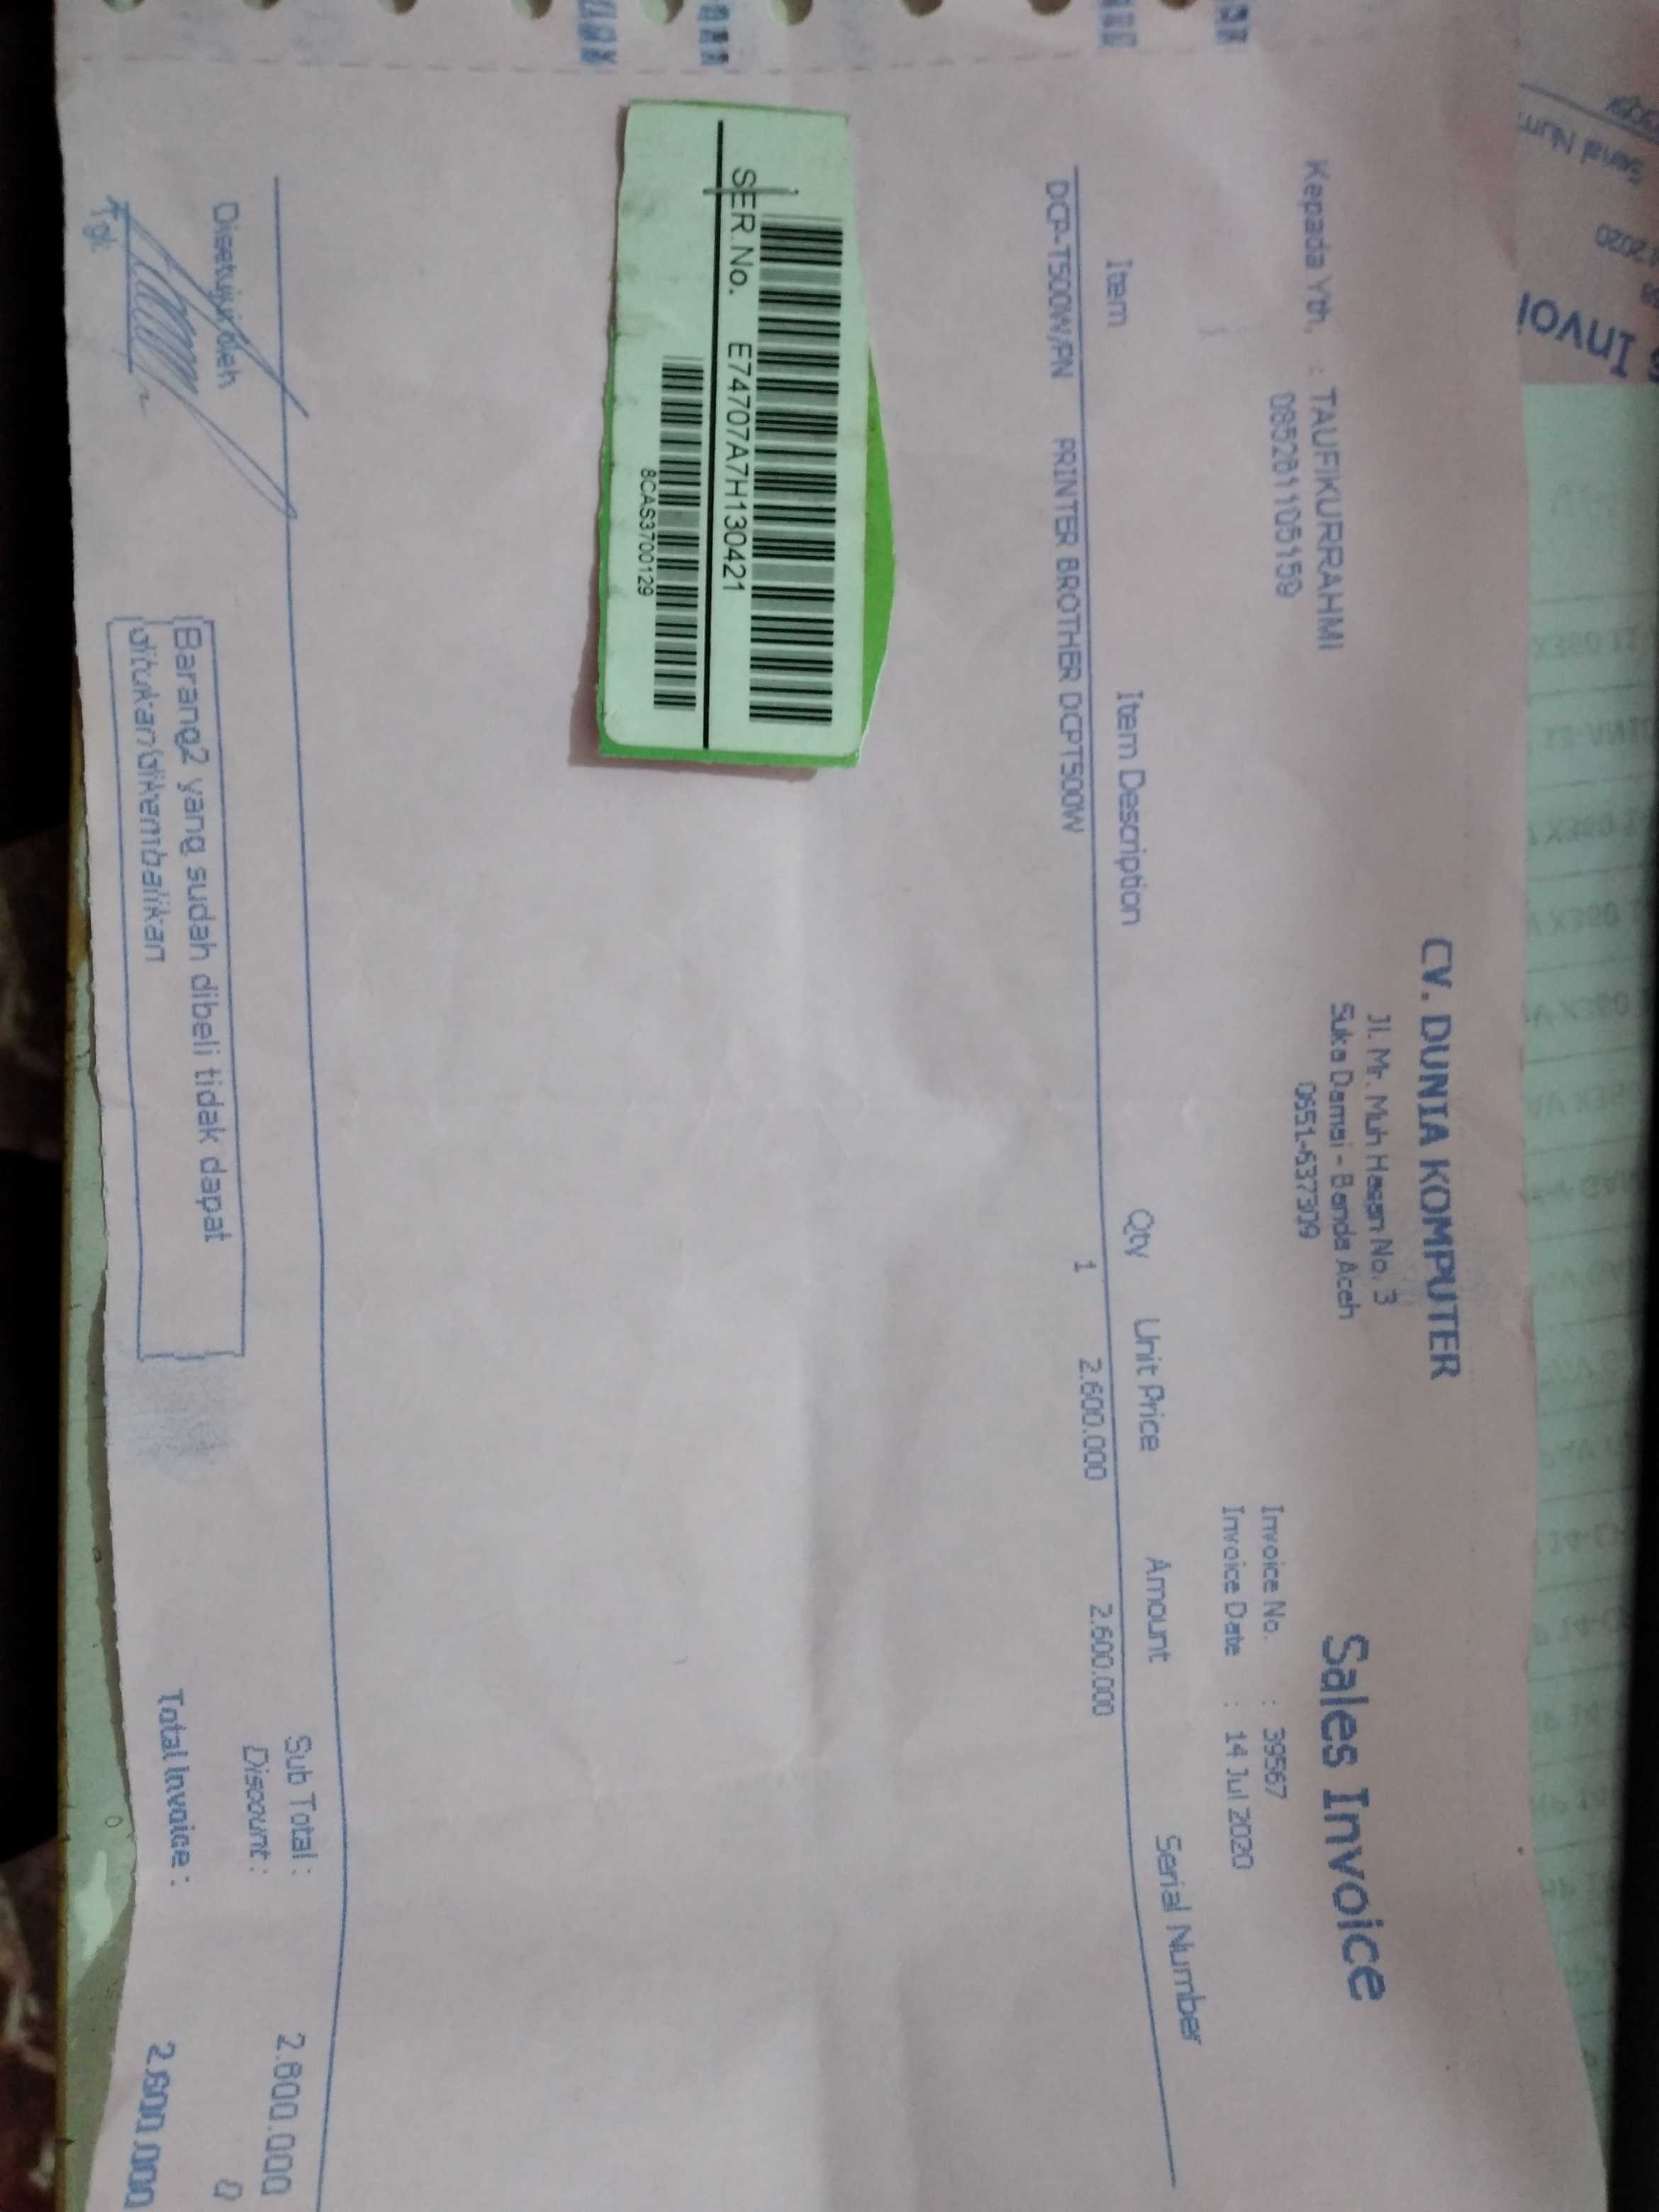 CV. DUNIA KOMPUTER
Jl. Mr. Muh Hasan No. 3
Suka Damai - Banda Aceh
0651-637309
Sales Invoice
Kepada Yth, : TAUFIKURRAHMI
085261105159
Invoice No. : 39567
Invoice Date : 14 Jul 2020
Item Item Description Qty Unit Price Amount Serial Number
DCP-T500W/PN PRINTER BROTHER DCPT500W 1 2.600.000 2.600.000
SER.No. E74707A7H130421
8CAS3700129
Sub Total : 2.600.000
Discount : 0
Total Invoice : 2.600.000
Disetujui oleh
Tgl.
Barang2 yang sudah dibeli tidak dapat
ditukar/dikembalikan
Invoi
2020
Serial Num